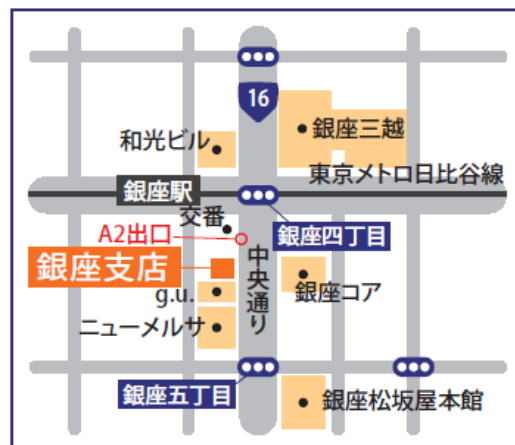 16
銀座三越
和光ビル
東京メトロ日比谷線
銀座駅
交番
A2出口
銀座四丁目
銀座支店
中央通り
g.u.
銀座コア
ニューメルサ
銀座五丁目
銀座松坂屋本館